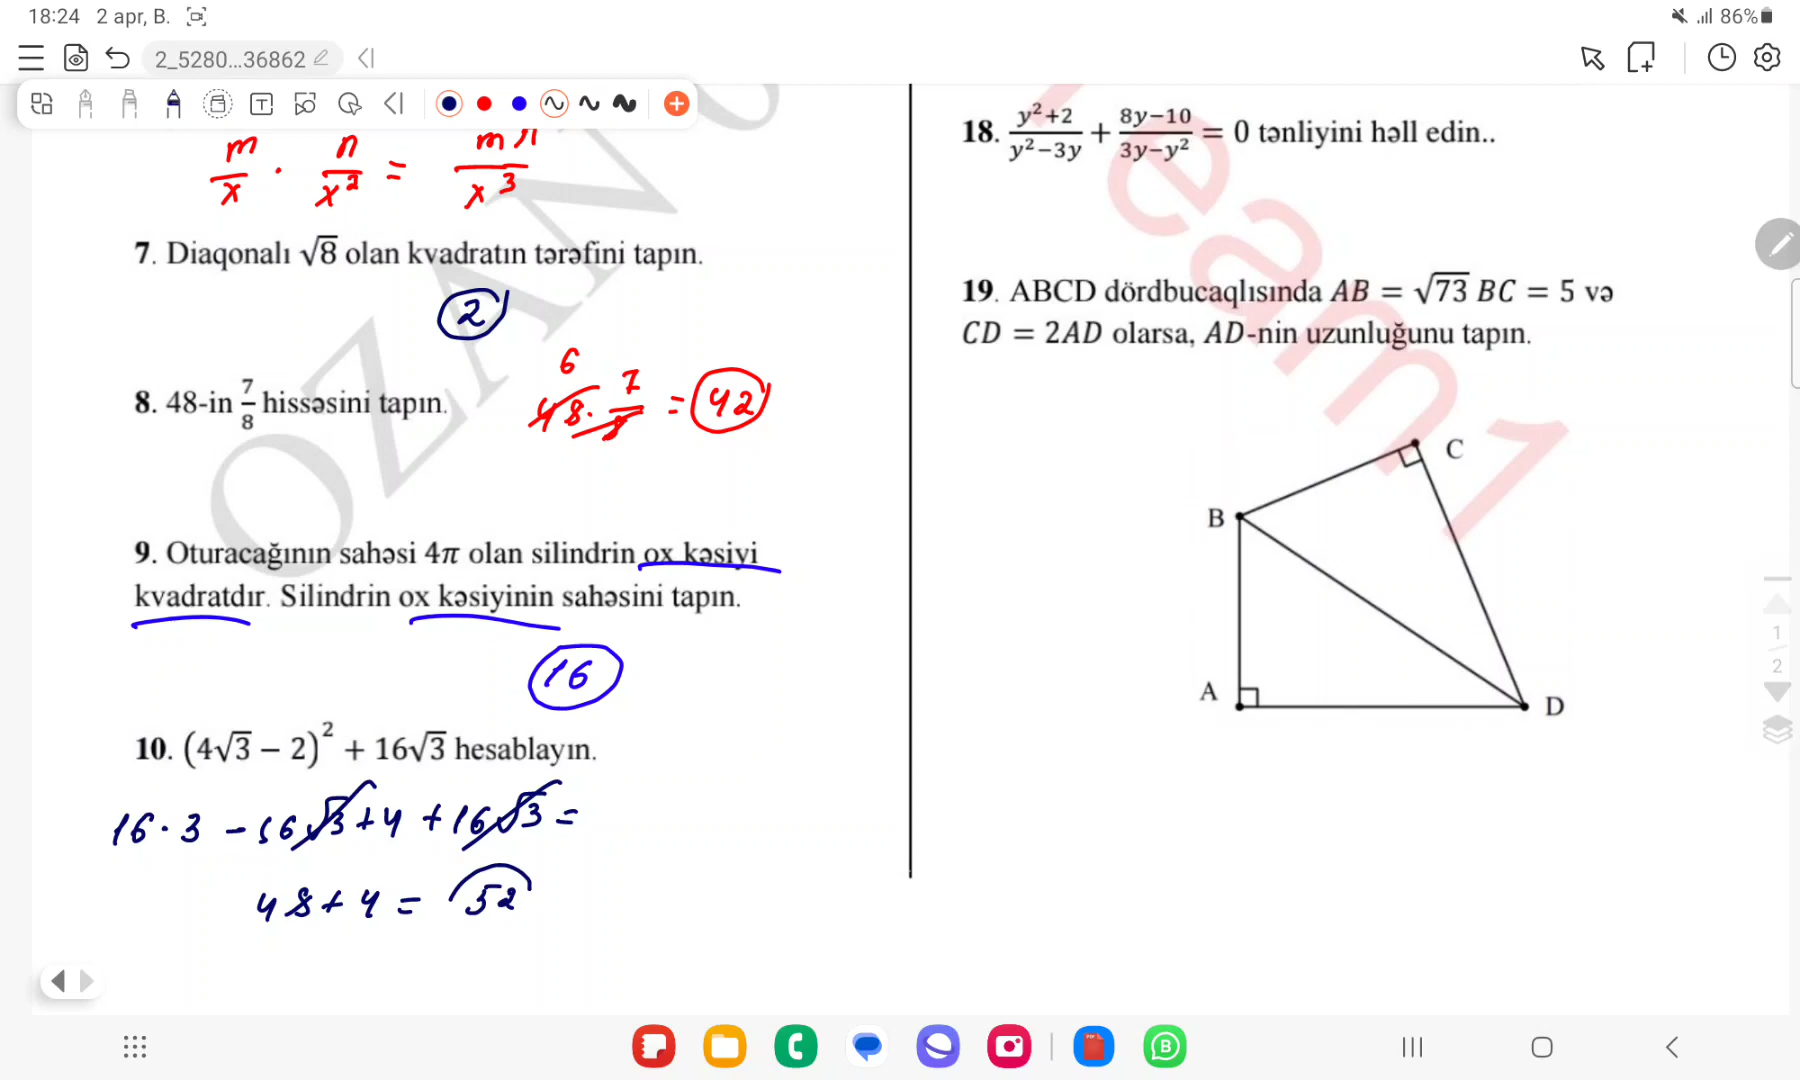 18:24 2 apr, B. 86%
2_5280...36862
m/x · n/x² = mn/x³
7. Diaqonalı √8 olan kvadratın tərəfini tapın.
2
8. 48-in 7/8 hissəsini tapın.
6
48 · 7/8 = 42
9. Oturacağının sahəsi 4π olan silindrin ox kəsiyi
kvadratdır. Silindrin ox kəsiyinin sahəsini tapın.
16
10. (4√3 − 2)² + 16√3 hesablayın.
16 · 3 − 16√3 + 4 + 16√3 =
48 + 4 = 52
18. (y²+2)/(y²−3y) + (8y−10)/(3y−y²) = 0 tənliyini həll edin..
19. ABCD dördbucaqlısında AB = √73 BC = 5 və
CD = 2AD olarsa, AD-nin uzunluğunu tapın.
C
B
A
D
1
2
OZAN
eam1